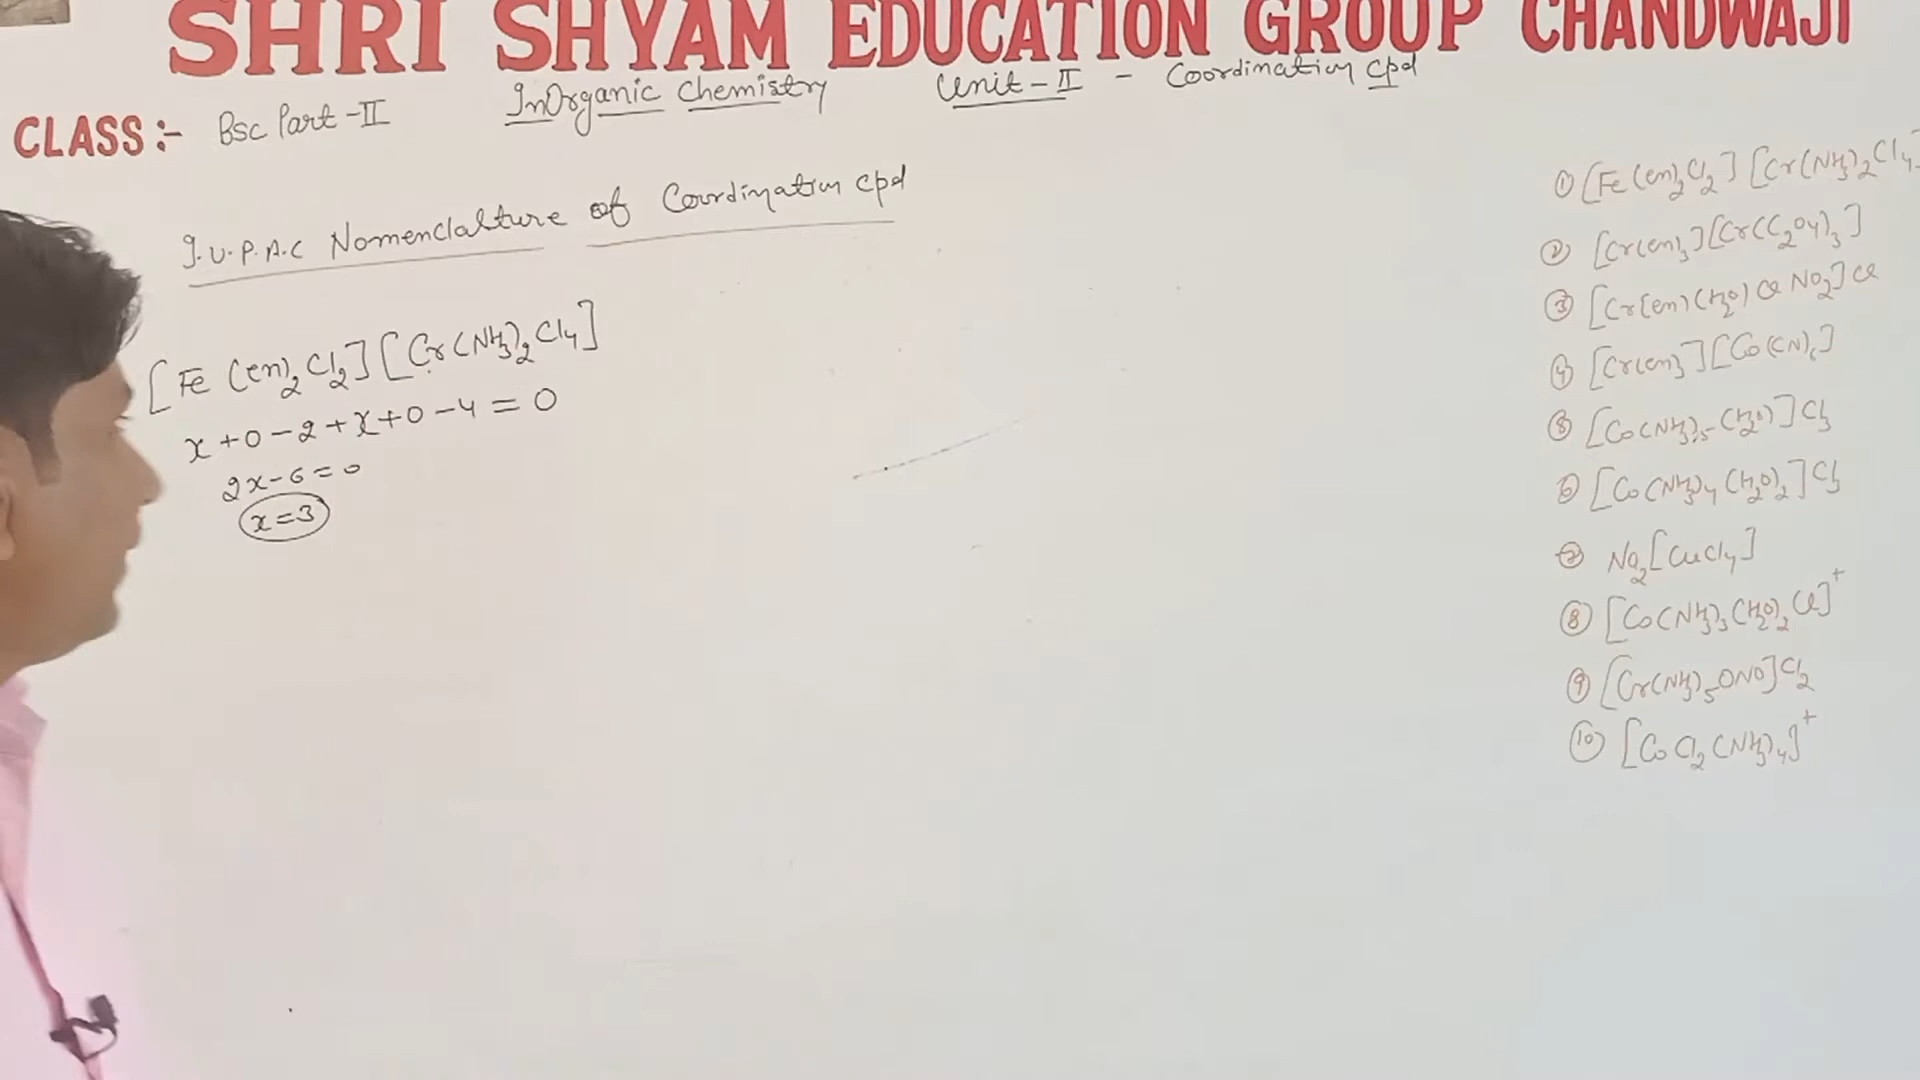 SHRI SHYAM EDUCATION GROUP CHANDWAJI
CLASS :- Bsc Part-II InOrganic Chemistry Unit-II - Coordination cpd
I.U.P.A.C Nomenclalture of Coordination cpd
[Fe (en)₂ Cl₂] [Cr (NH₃)₂ Cl₄]
x + 0 - 2 + x + 0 - 4 = 0
2x - 6 = 0
x = 3
① [Fe (en)₂ Cl₂] [Cr (NH₃)₂ Cl₄]
② [Cr(en)₃] [Cr(C₂O₄)₃]
③ [Cr(en) (H₂O) Cl NO₂] Cl
④ [Cr(en)₃] [Co(CN)₆]
⑤ [Co(NH₃)₅ (H₂O)] Cl₃
⑥ [Co(NH₃)₄ (H₂O)₂] Cl₃
⑦ Na₂ [CuCl₄]
⑧ [Co(NH₃)₃ (H₂O)₂ Cl]⁺
⑨ [Cr(NH₃)₅ ONO] Cl₂
⑩ [Co Cl₂ (NH₃)₄]⁺